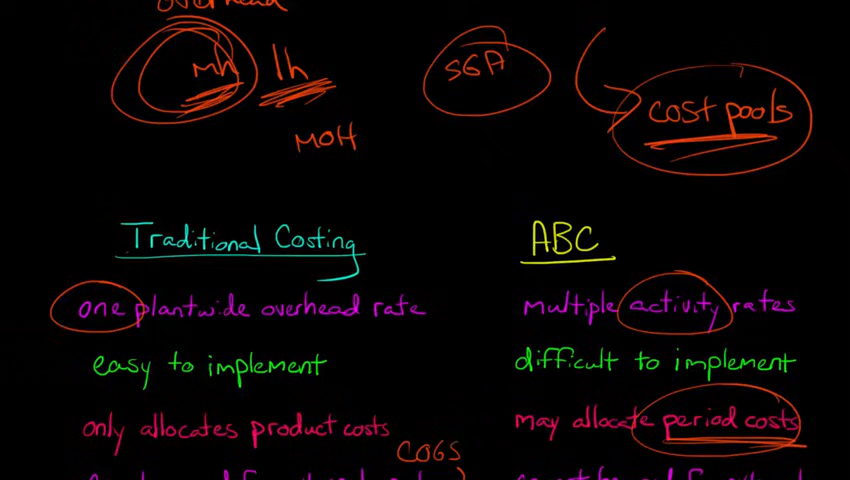 overhead
mh lh SGA
cost pools
MOH
Traditional Costing ABC
one plantwide overhead rate multiple activity rates
easy to implement difficult to implement
only allocates product costs may allocate period costs
COGS